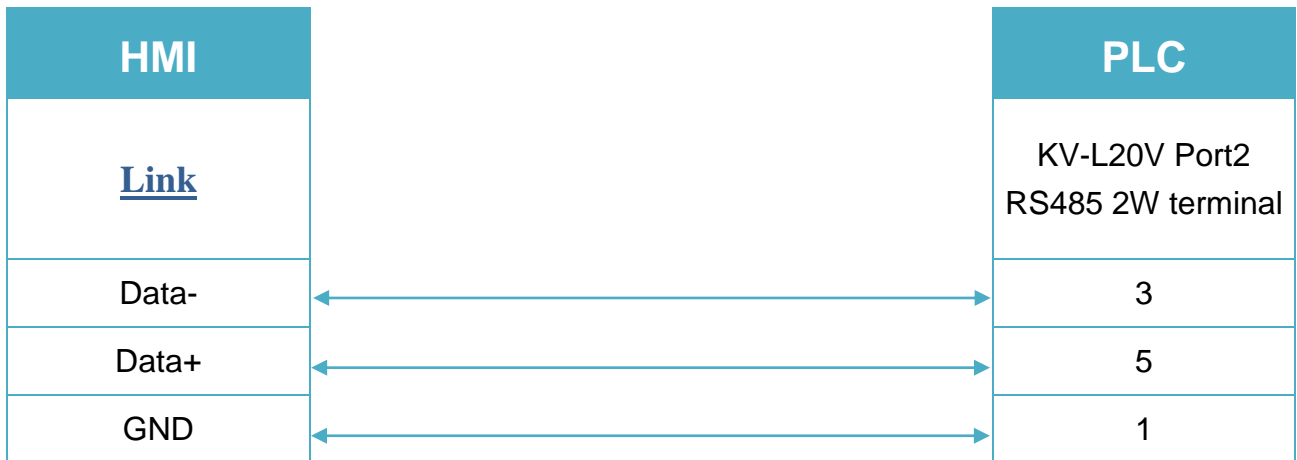 HMI PLC
Link
KV-L20V Port2
RS485 2W terminal
Data- 3
Data+ 5
GND 1